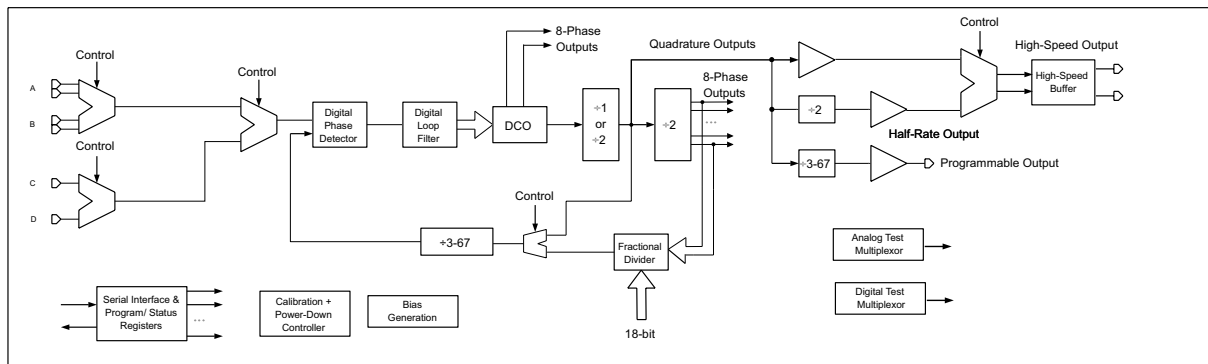 Control
A
B
Control
C
D
Control
Digital
Phase
Detector
Digital
Loop
Filter
8-Phase
Outputs
DCO
÷1
or
÷2
Quadrature Outputs
÷2
8-Phase
Outputs
...
÷2
Half-Rate Output
÷3-67
Programmable Output
Control
High-Speed Output
High-Speed
Buffer
÷3-67
Control
Fractional
Divider
18-bit
Analog Test
Multiplexor
Digital Test
Multiplexor
Serial Interface &
Program/ Status
Registers
...
Calibration +
Power-Down
Controller
Bias
Generation